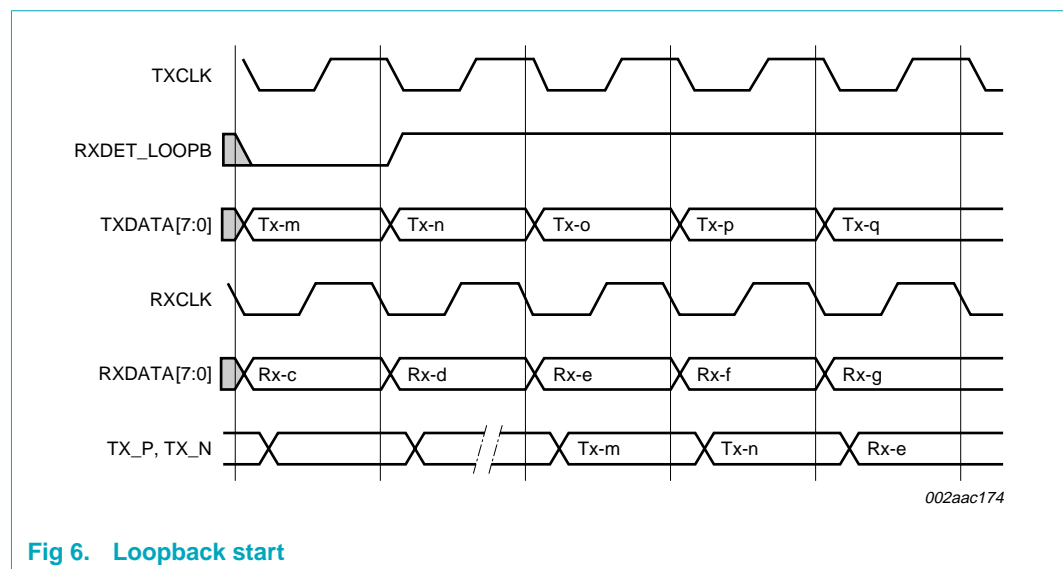 TXCLK
RXDET_LOOPB
TXDATA[7:0] Tx-m Tx-n Tx-o Tx-p Tx-q
RXCLK
RXDATA[7:0] Rx-c Rx-d Rx-e Rx-f Rx-g
TX_P, TX_N Tx-m Tx-n Rx-e
002aac174
Fig 6. Loopback start